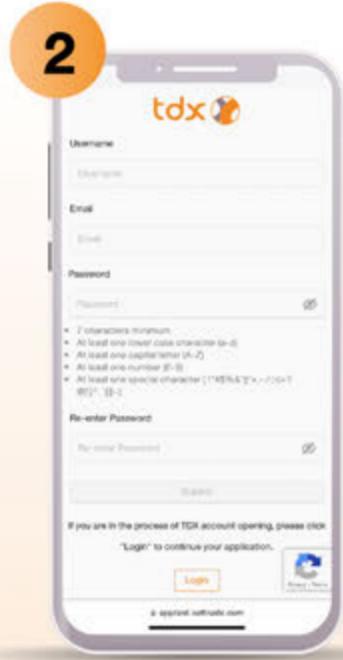 2
tdx
Username
Username
Email
Email
Password
Password
• 7 characters minimum
• At least one lower case character (a-z)
• At least one capital letter (A-Z)
• At least one number (0-9)
• At least one special character
Re-enter Password
Re-enter Password
Submit
If you are in the process of TDX account opening, please click
"Login" to continue your application.
Login
Privacy - Terms